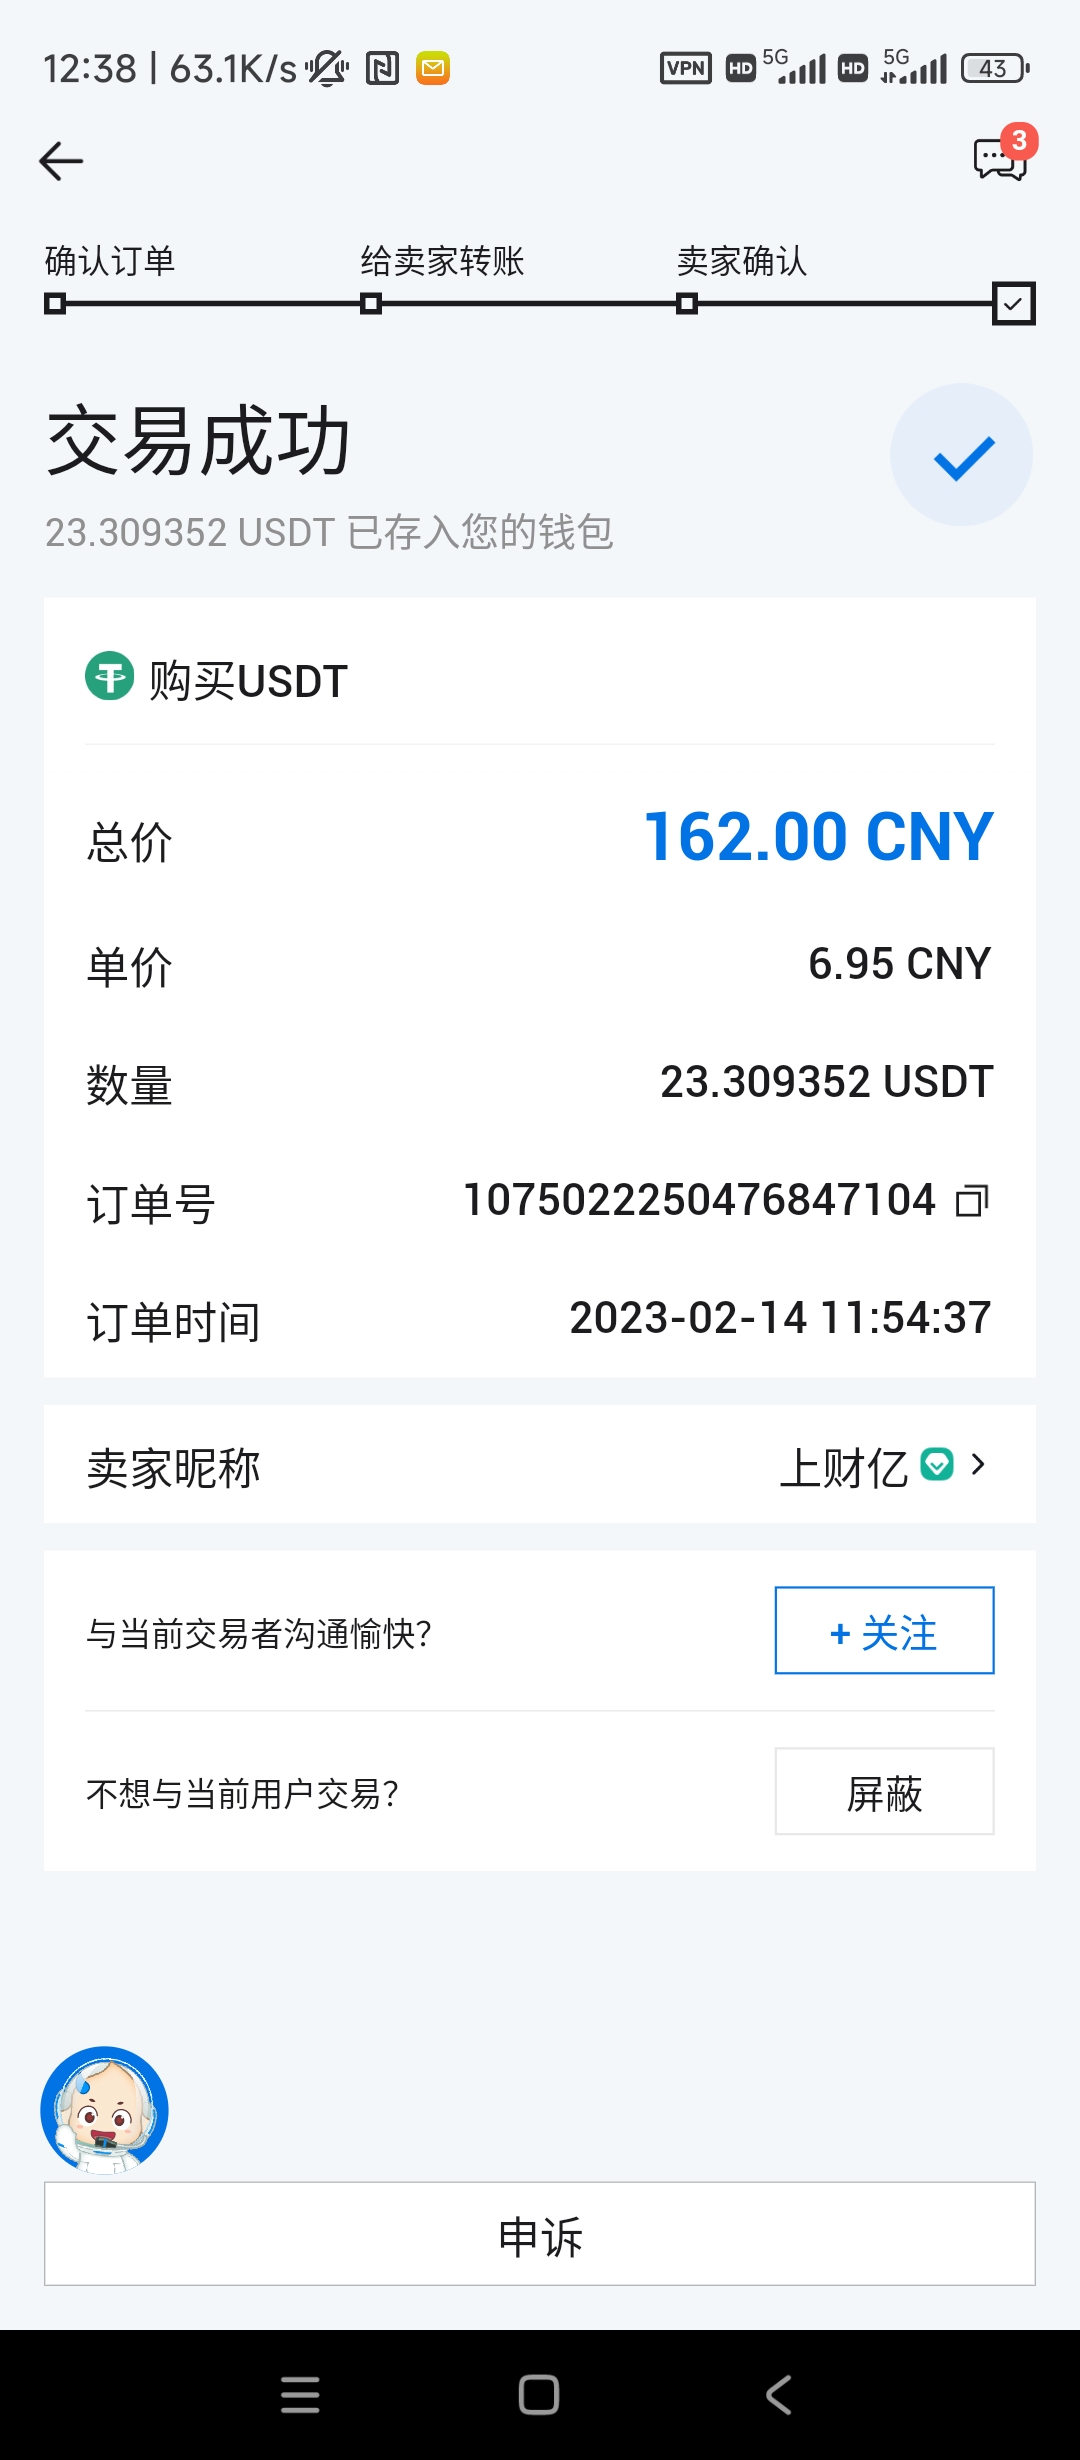 12:38 | 63.1K/s VPN HD 5G HD 5G 43
3
确认订单 给卖家转账 卖家确认
交易成功
23.309352 USDT 已存入您的钱包
购买USDT
总价 162.00 CNY
单价 6.95 CNY
数量 23.309352 USDT
订单号 1075022250476847104
订单时间 2023-02-14 11:54:37
卖家昵称 上财亿
与当前交易者沟通愉快? + 关注
不想与当前用户交易? 屏蔽
申诉